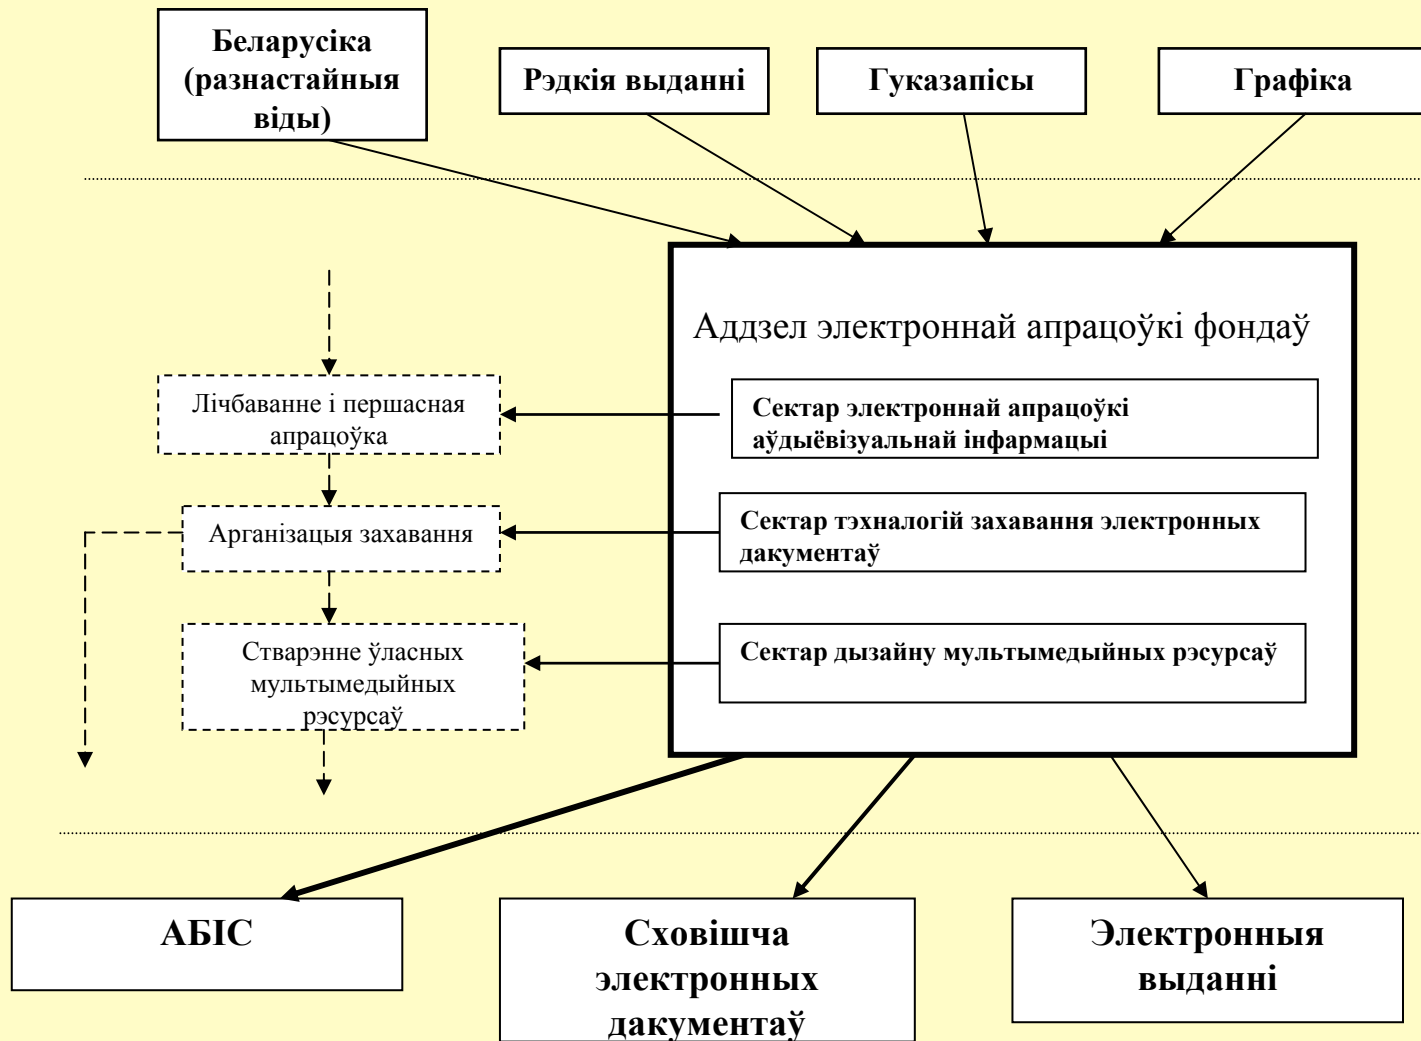 Беларусіка
(разнастайныя
віды)
Рэдкія выданні
Гуказапісы
Графіка
Аддзел электроннай апрацоўкі фондаў
Лічбаванне і першасная
апрацоўка
Сектар электроннай апрацоўкі
аўдыёвізуальнай інфармацыі
Арганізацыя захавання
Сектар тэхналогій захавання электронных
дакументаў
Стварэнне ўласных
мультымедыйных
рэсурсаў
Сектар дызайну мультымедыйных рэсурсаў
АБІС
Сховішча
электронных
дакументаў
Электронныя
выданні